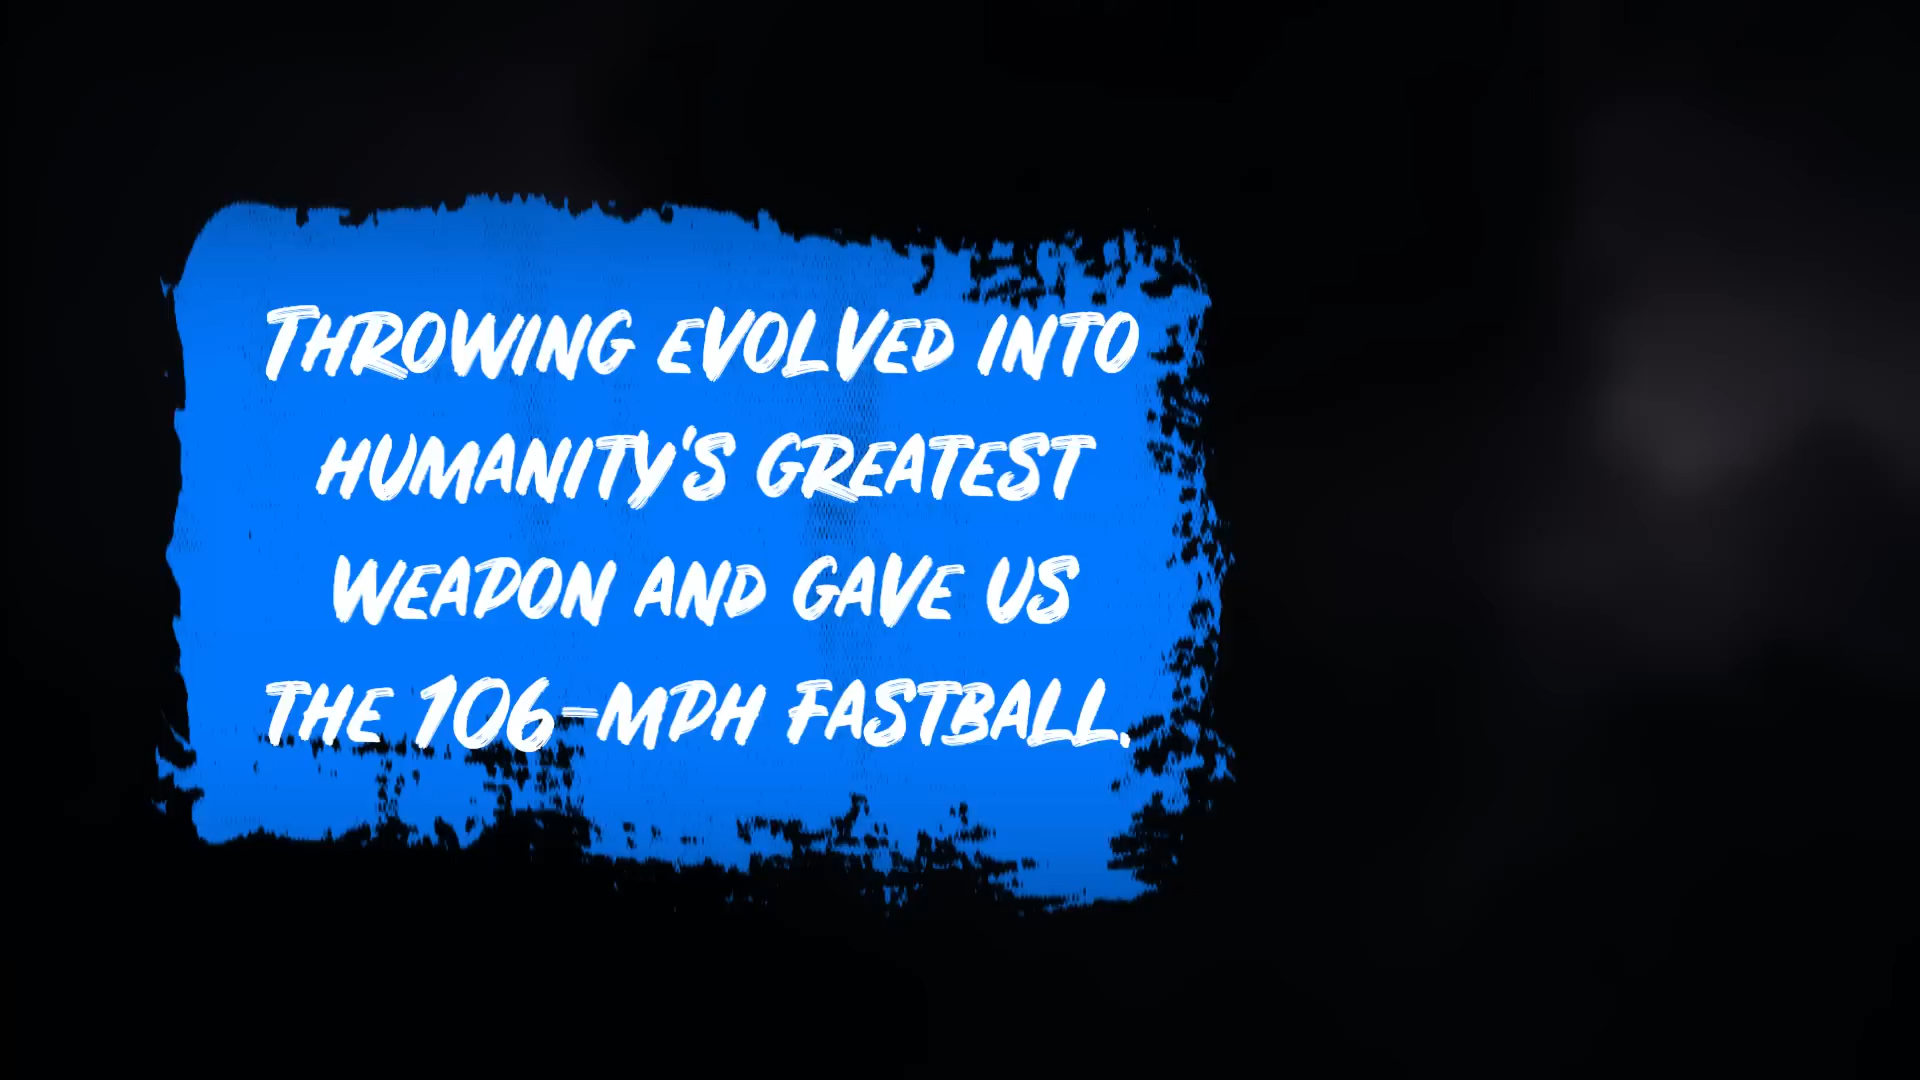 THROWING EVOLVED INTO
HUMANITY'S GREATEST
WEAPON AND GAVE US
THE 106-MPH FASTBALL.